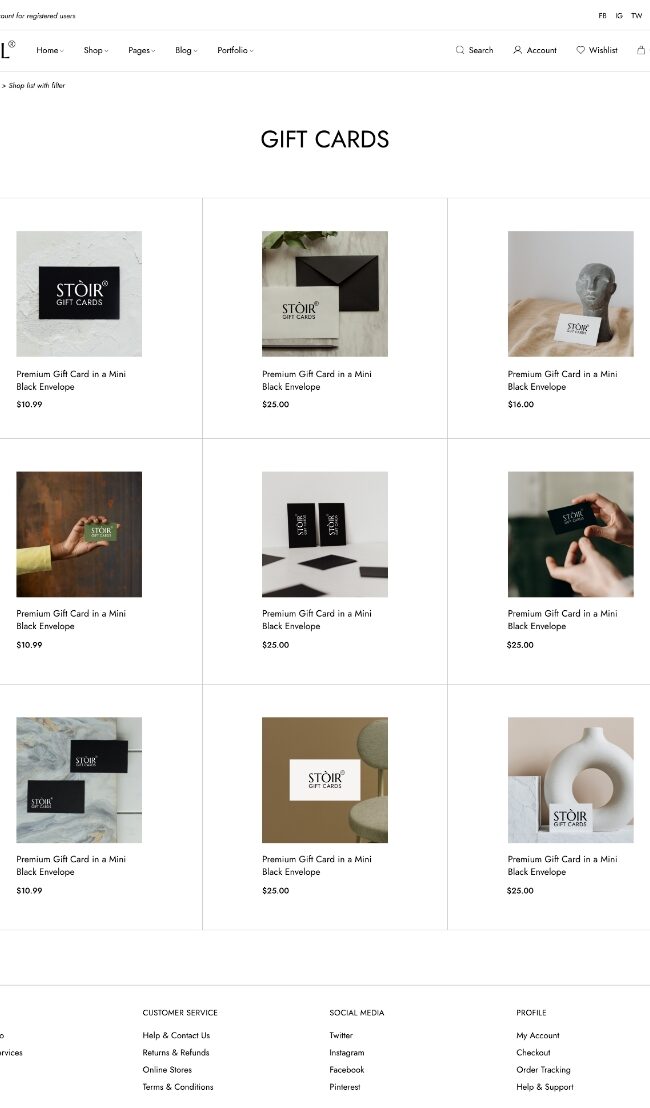 count for registered users
FB IG TW
L®
Home Shop Pages Blog Portfolio
Search Account Wishlist
> Shop list with filter
GIFT CARDS
STÒIR®
GIFT CARDS
STÒIR®
GIFT CARDS
STÒIR®
GIFT CARDS
Premium Gift Card in a Mini
Black Envelope
$10.99
Premium Gift Card in a Mini
Black Envelope
$25.00
Premium Gift Card in a Mini
Black Envelope
$16.00
STÒIR®
GIFT CARDS
STÒIR®
GIFT CARDS
STÒIR®
GIFT CARDS
STÒIR®
GIFT CARDS
Premium Gift Card in a Mini
Black Envelope
$10.99
Premium Gift Card in a Mini
Black Envelope
$25.00
Premium Gift Card in a Mini
Black Envelope
$25.00
STÒIR®
GIFT CARDS
STÒIR®
GIFT CARDS
STÒIR®
GIFT CARDS
STÒIR
GIFT CARDS
Premium Gift Card in a Mini
Black Envelope
$10.99
Premium Gift Card in a Mini
Black Envelope
$25.00
Premium Gift Card in a Mini
Black Envelope
$25.00
CUSTOMER SERVICE
Help & Contact Us
Returns & Refunds
Online Stores
Terms & Conditions
SOCIAL MEDIA
Twitter
Instagram
Facebook
Pinterest
PROFILE
My Account
Checkout
Order Tracking
Help & Support